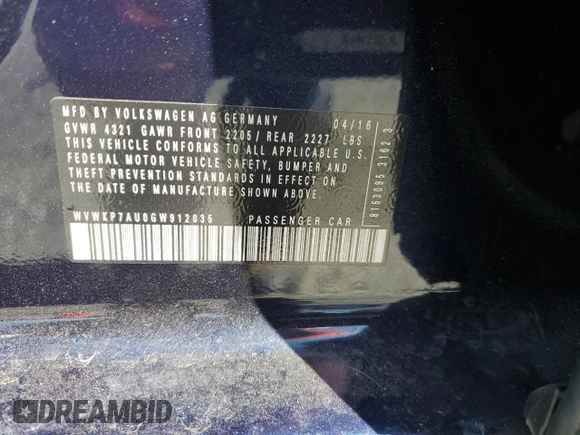 MFD BY VOLKSWAGEN AG GERMANY 04/16
GVWR 4321 GAWR FRONT 2205/ REAR 2227 LBS
THIS VEHICLE CONFORMS TO ALL APPLICABLE U.S.
FEDERAL MOTOR VEHICLE SAFETY, BUMPER, AND
THEFT PREVENTION STANDARDS IN EFFECT ON
THE DATE OF MANUFACTURE SHOWN ABOVE.
WVWKP7AU0GW912035 PASSENGER CAR
8153095 3162 3
DREAMBID